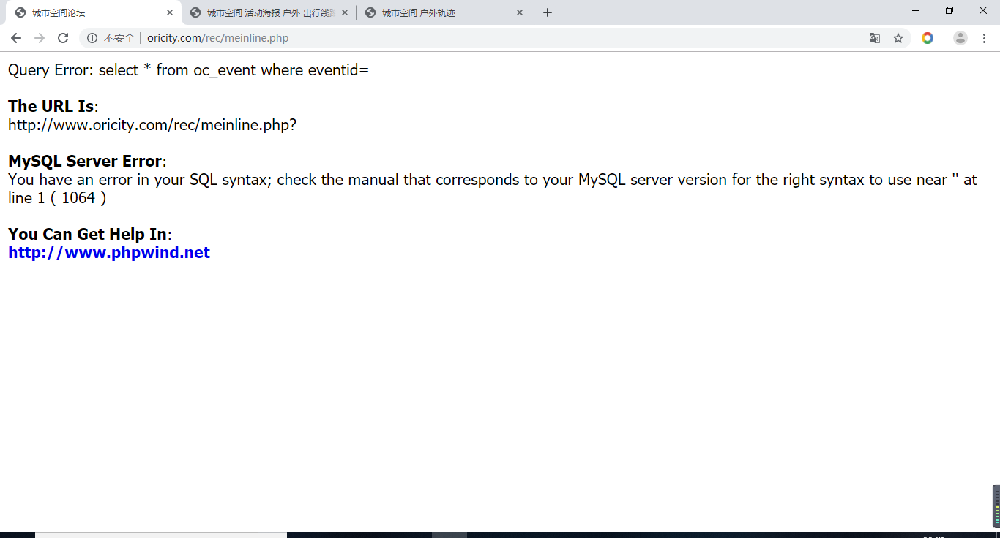 城市空间论坛
城市空间 活动海报 户外 出行线
城市空间 户外轨迹
不安全
oricity.com/rec/meinline.php
Query Error: select * from oc_event where eventid=
The URL Is:
http://www.oricity.com/rec/meinline.php?
MySQL Server Error:
You have an error in your SQL syntax; check the manual that corresponds to your MySQL server version for the right syntax to use near '' at
line 1 ( 1064 )
You Can Get Help In:
http://www.phpwind.net